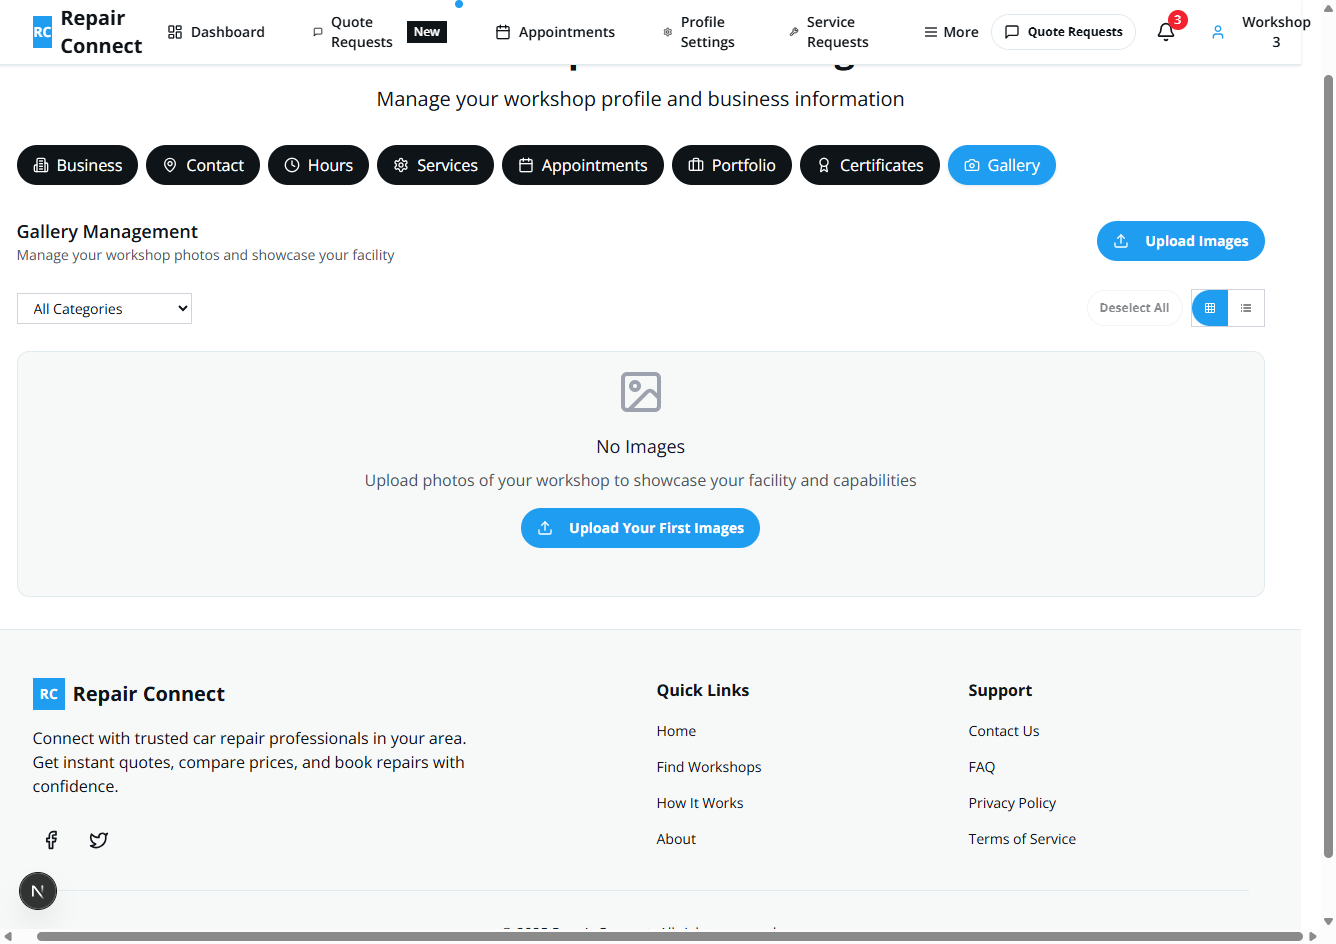 RC
Repair
Connect
Dashboard
Quote
Requests
New
Appointments
Profile
Settings
Service
Requests
More
Quote Requests
3
Workshop
3
Manage your workshop profile and business information
Business
Contact
Hours
Services
Appointments
Portfolio
Certificates
Gallery
Gallery Management
Manage your workshop photos and showcase your facility
Upload Images
All Categories
Deselect All
No Images
Upload photos of your workshop to showcase your facility and capabilities
Upload Your First Images
RC Repair Connect
Connect with trusted car repair professionals in your area.
Get instant quotes, compare prices, and book repairs with
confidence.
Quick Links
Home
Find Workshops
How It Works
About
Support
Contact Us
FAQ
Privacy Policy
Terms of Service
N